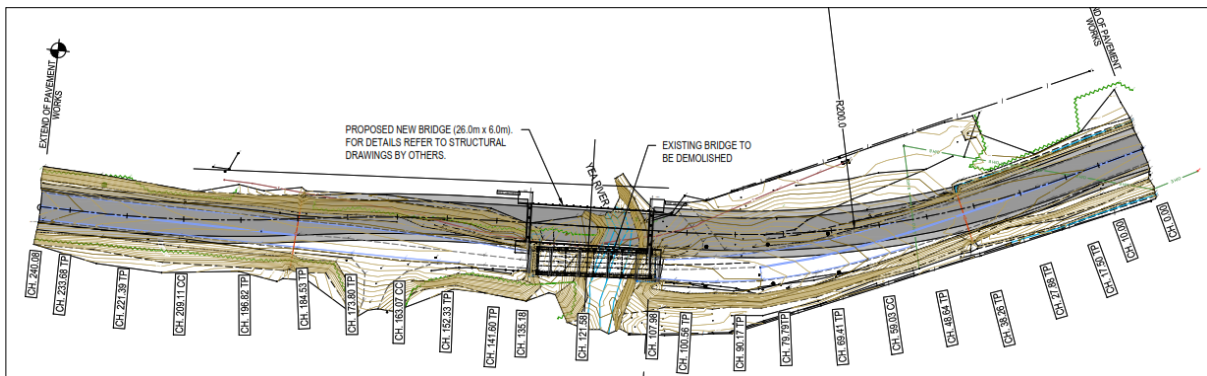 EXTEND OF PAVEMENT
WORKS
PROPOSED NEW BRIDGE (26.0m x 6.0m).
FOR DETAILS REFER TO STRUCTURAL
DRAWINGS BY OTHERS.
YEA RIVER
EXISTING BRIDGE TO
BE DEMOLISHED
R200.0
ND OF PAVEMENT
WORKS
CH. 240.08
CH. 233.68 TP
CH. 221.39 TP
CH. 209.11 CC
CH. 196.82 TP
CH. 184.53 TP
CH. 173.80 TP
CH. 163.07 CC
CH. 152.33 TP
CH. 141.60 TP
CH. 135.18
CH. 121.58
CH. 107.98
CH. 100.56 TP
CH. 90.17 TP
CH. 79.79TP
CH. 69.41 TP
CH. 59.03 CC
CH. 48.64 TP
CH. 38.26 TP
CH. 27.88 TP
CH. 17.50 TP
CH. 10.00
CH. 0.000